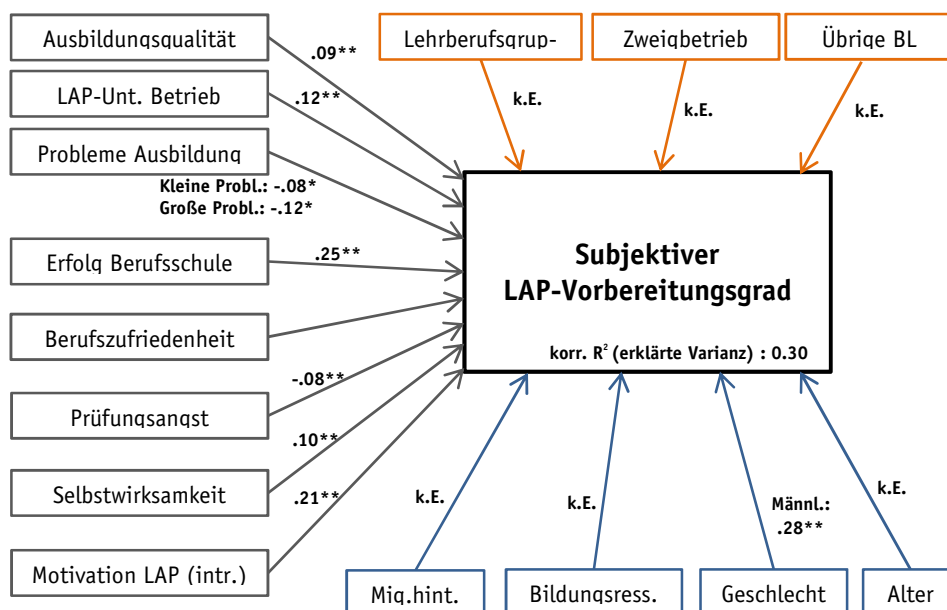 Ausbildungsqualität
LAP-Unt. Betrieb
Probleme Ausbildung
Kleine Probl.: -.08*
Große Probl.: -.12*
Erfolg Berufsschule
Berufszufriedenheit
Prüfungsangst
Selbstwirksamkeit
Motivation LAP (intr.)
.09**
.12**
.25**
-.08**
.10**
.21**
Lehrberufsgrup-
Zweigbetrieb
Übrige BL
k.E.
k.E.
k.E.
Subjektiver
LAP-Vorbereitungsgrad
korr. R² (erklärte Varianz) : 0.30
k.E.
k.E.
Männl.:
.28**
k.E.
Mig.hint.
Bildungsress.
Geschlecht
Alter